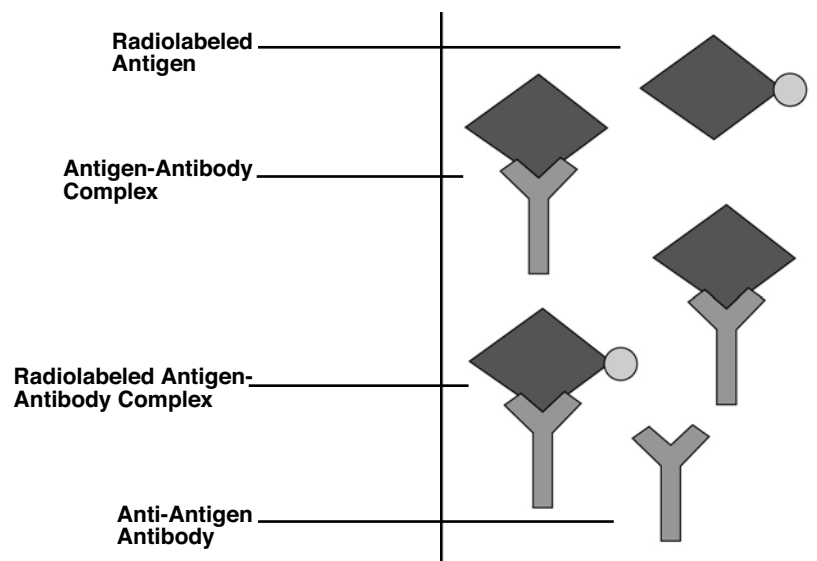 Radiolabeled
Antigen
Antigen-Antibody
Complex
Radiolabeled Antigen-
Antibody Complex
Anti-Antigen
Antibody